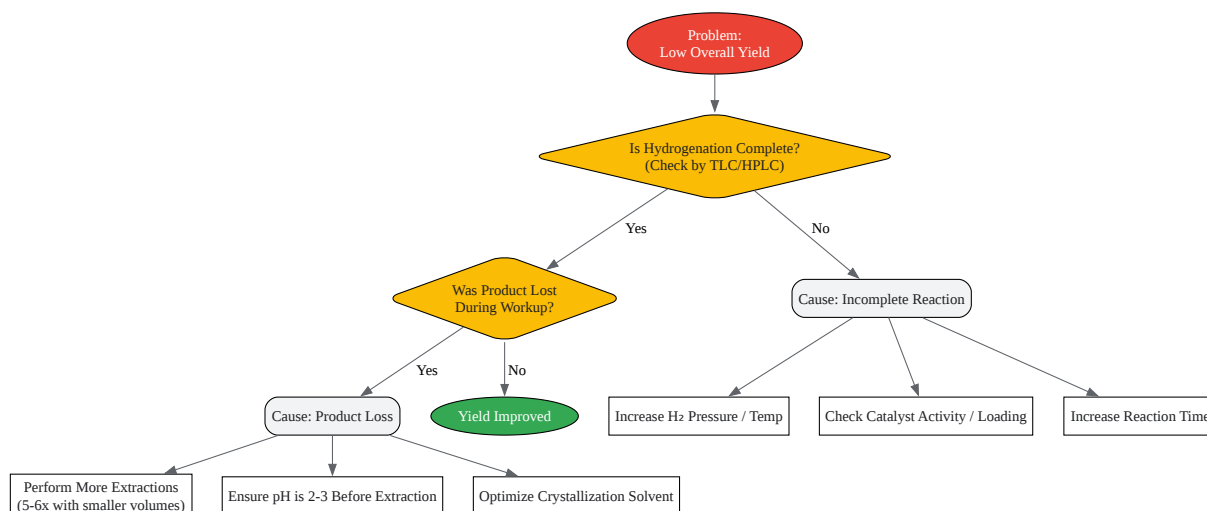 Problem:
Low Overall Yield
Is Hydrogenation Complete?
(Check by TLC/HPLC)
Yes
No
Was Product Lost
During Workup?
Cause: Incomplete Reaction
Yes
No
Cause: Product Loss
Yield Improved
Increase H₂ Pressure / Temp
Check Catalyst Activity / Loading
Increase Reaction Time
Perform More Extractions
(5-6x with smaller volumes)
Ensure pH is 2-3 Before Extraction
Optimize Crystallization Solvent